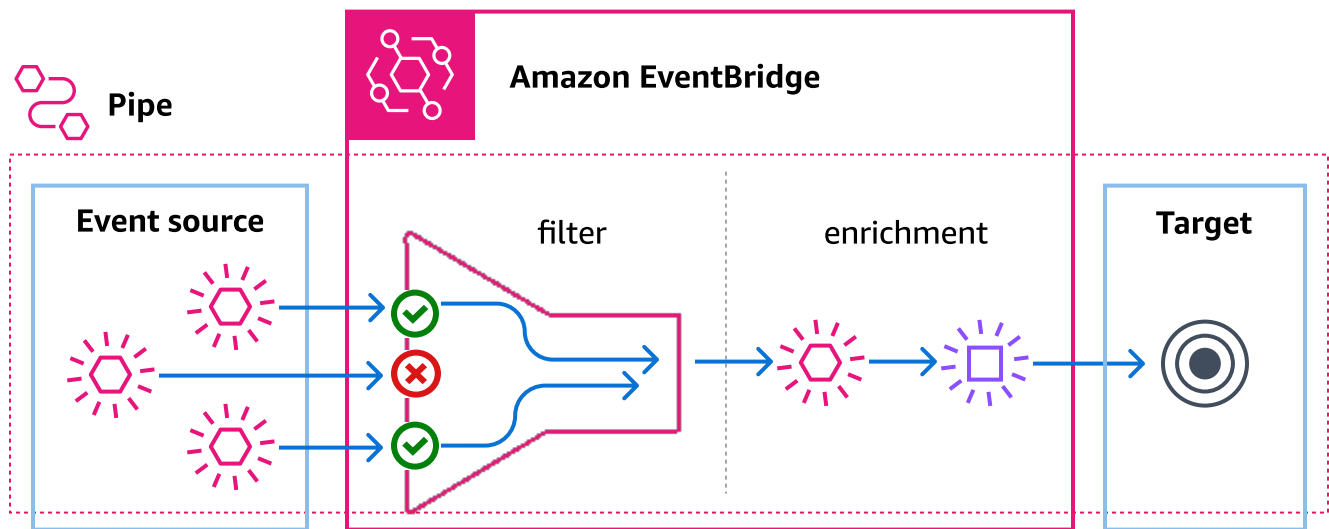 Amazon EventBridge
Pipe
Event source
filter
enrichment
Target